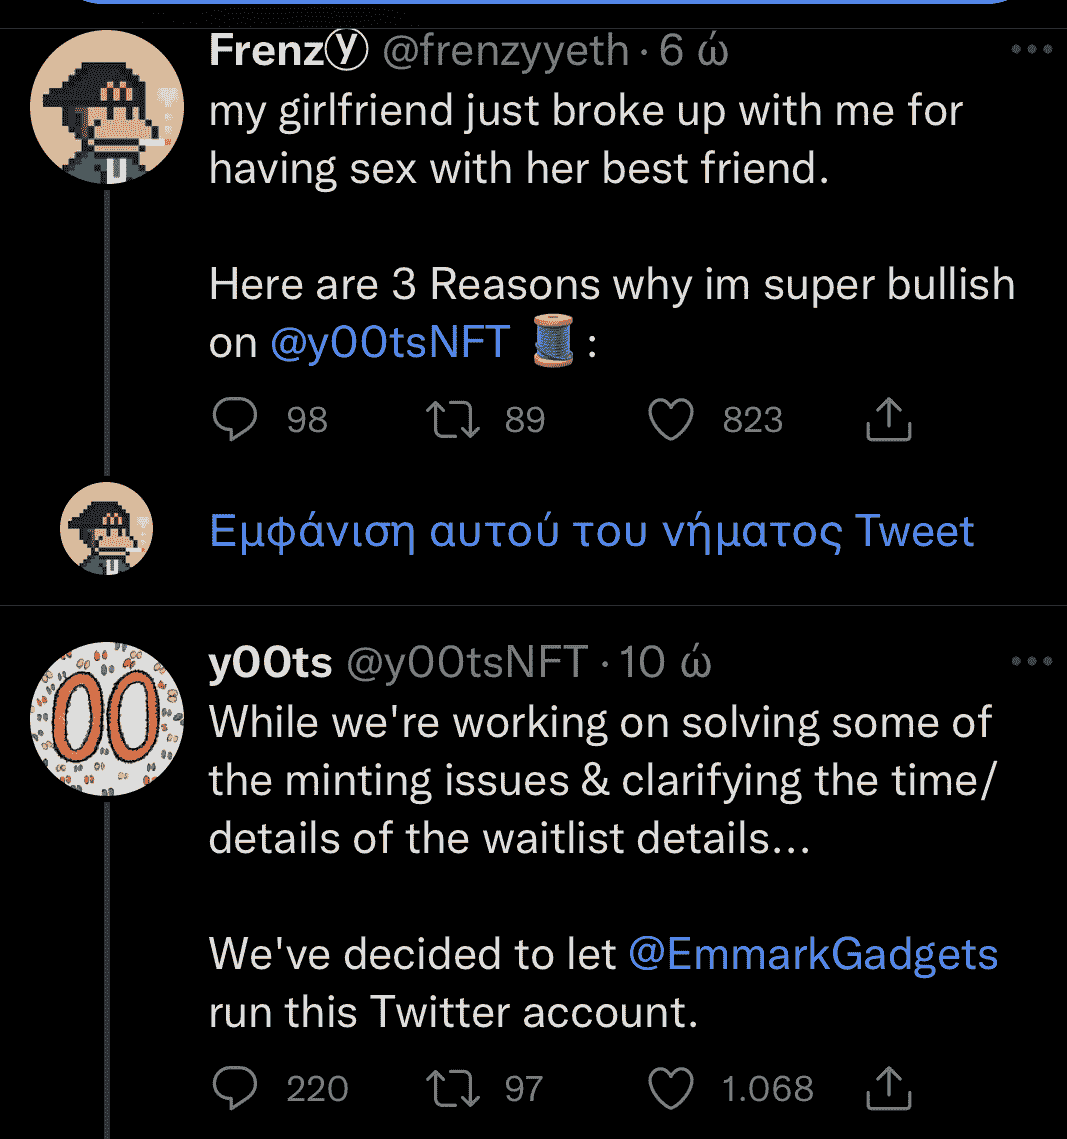 Frenzⓨ @frenzyyeth · 6 ώ
my girlfriend just broke up with me for
having sex with her best friend.
Here are 3 Reasons why im super bullish
on @y00tsNFT 🧵 :
98 89 823
Εμφάνιση αυτού του νήματος Tweet
00
y00ts @y00tsNFT · 10 ώ
While we're working on solving some of
the minting issues & clarifying the time/
details of the waitlist details...
We've decided to let @EmmarkGadgets
run this Twitter account.
220 97 1.068